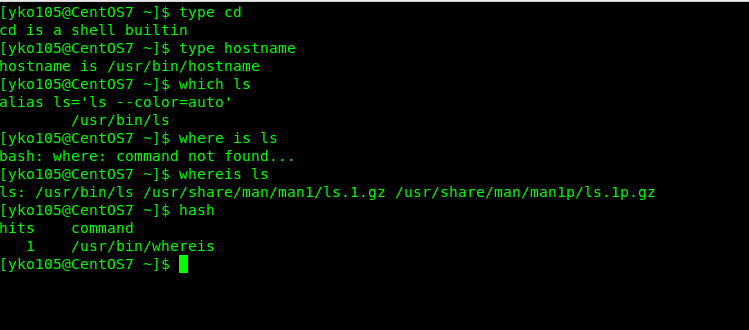 [yko105@CentOS7 ~]$ type cd
cd is a shell builtin
[yko105@CentOS7 ~]$ type hostname
hostname is /usr/bin/hostname
[yko105@CentOS7 ~]$ which ls
alias ls='ls --color=auto'
        /usr/bin/ls
[yko105@CentOS7 ~]$ where is ls
bash: where: command not found...
[yko105@CentOS7 ~]$ whereis ls
ls: /usr/bin/ls /usr/share/man/man1/ls.1.gz /usr/share/man/man1p/ls.1p.gz
[yko105@CentOS7 ~]$ hash
hits    command
   1    /usr/bin/whereis
[yko105@CentOS7 ~]$